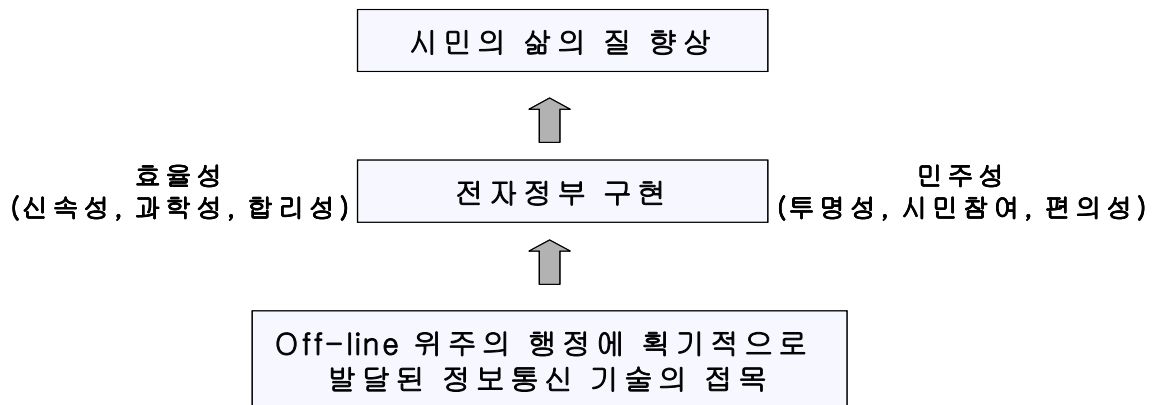 시민의 삶의 질 향상
효율성
(신속성, 과학성, 합리성)
전자정부 구현
민주성
(투명성, 시민참여, 편의성)
Off-line 위주의 행정에 획기적으로
발달된 정보통신 기술의 접목